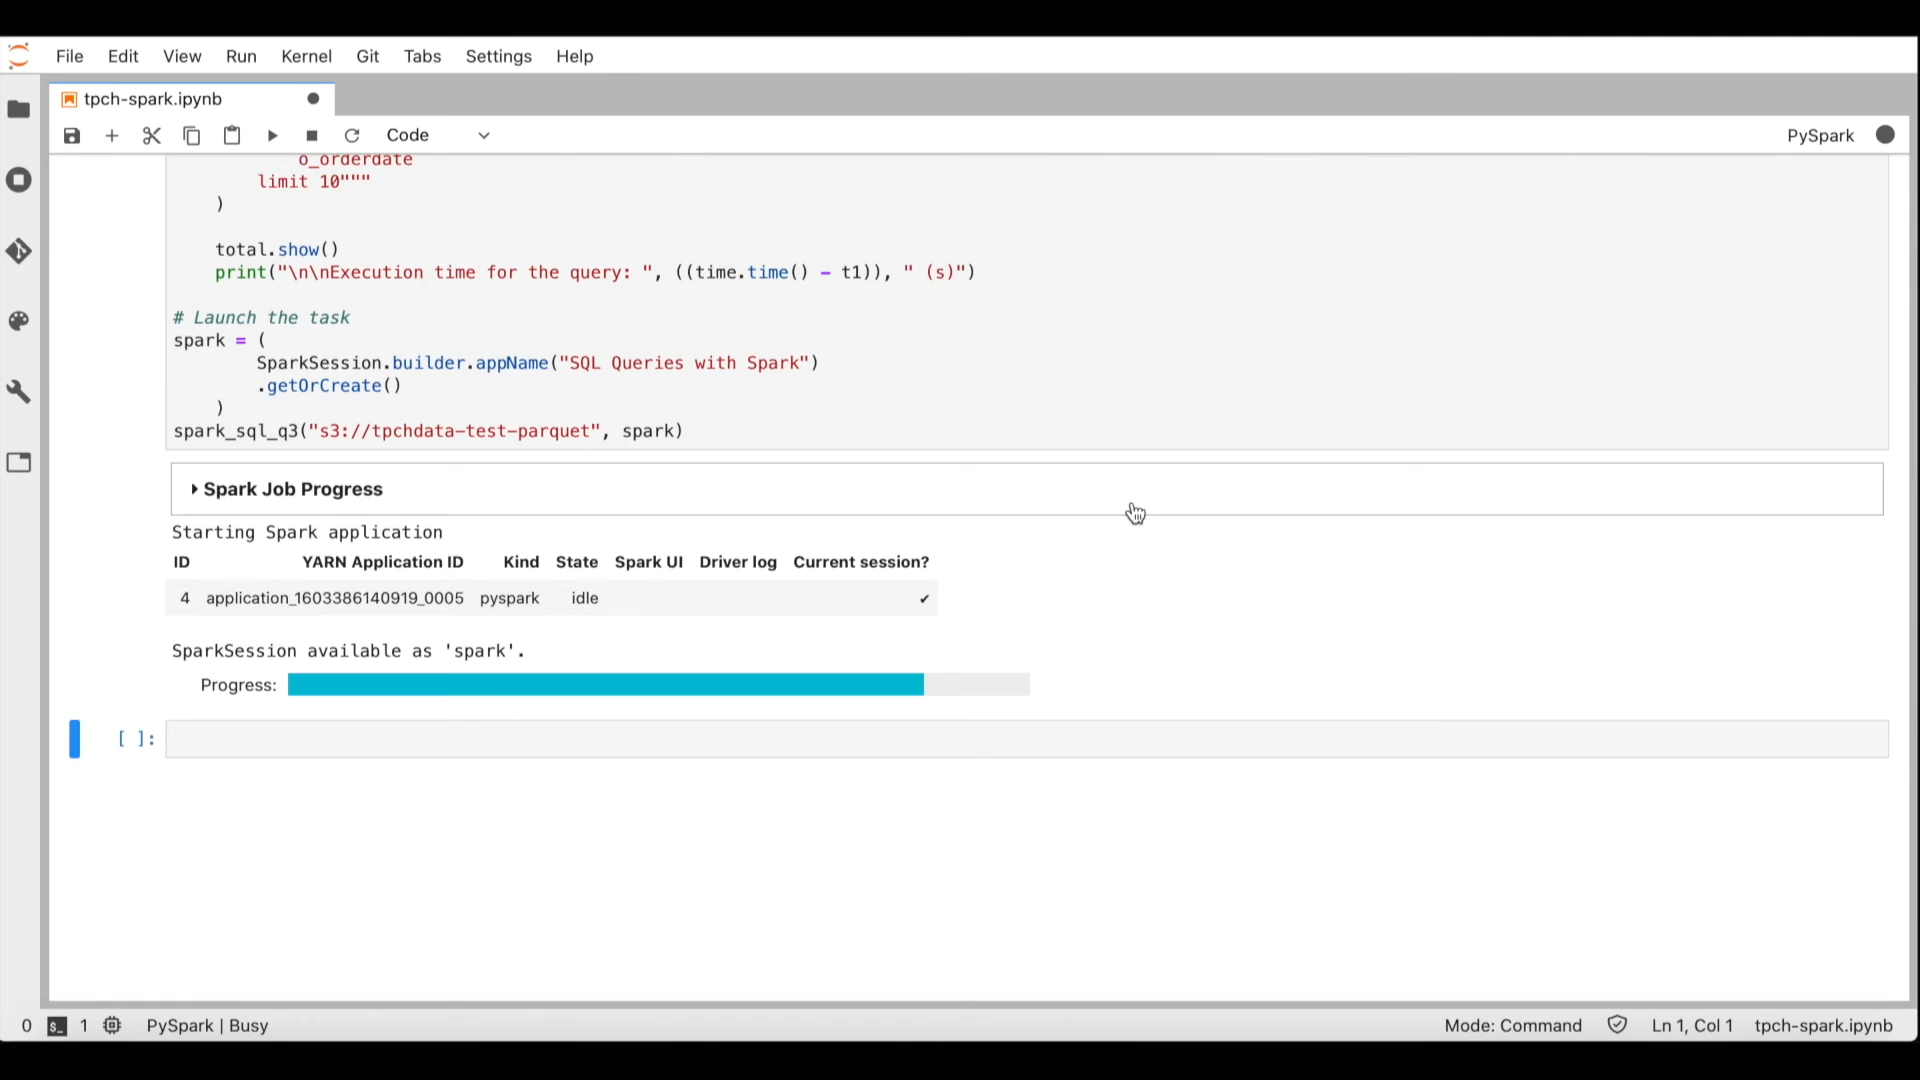 File Edit View Run Kernel Git Tabs Settings Help
tpch-spark.ipynb
Code
PySpark
o_orderdate
limit 10"""
)
total.show()
print("\n\nExecution time for the query: ", ((time.time() - t1)), " (s)")
# Launch the task
spark = (
SparkSession.builder.appName("SQL Queries with Spark")
.getOrCreate()
)
spark_sql_q3("s3://tpchdata-test-parquet", spark)
Spark Job Progress
Starting Spark application
ID YARN Application ID Kind State Spark UI Driver log Current session?
4 application_1603386140919_0005 pyspark idle ✔
SparkSession available as 'spark'.
Progress:
[ ]:
0 $_ 1 PySpark | Busy Mode: Command Ln 1, Col 1 tpch-spark.ipynb